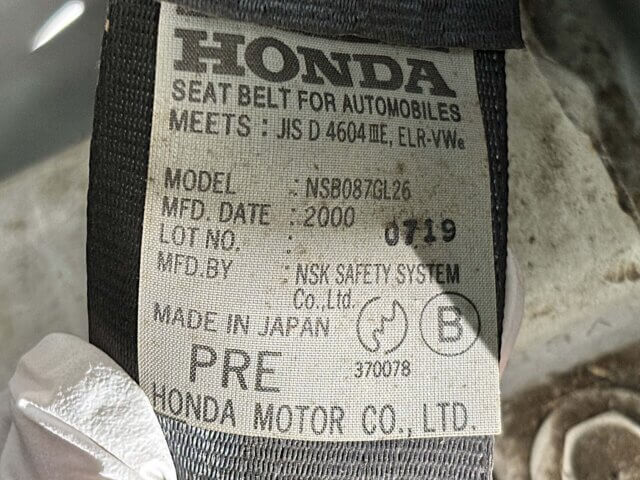 HONDA
SEAT BELT FOR AUTOMOBILES
MEETS : JIS D 4604 ⅢE, ELR-VWe
MODEL : NSB087GL26
MFD. DATE : 2000
LOT NO. : 0719
MFD.BY : NSK SAFETY SYSTEM
Co.,Ltd.
MADE IN JAPAN
B
PRE
370078
HONDA MOTOR CO., LTD.